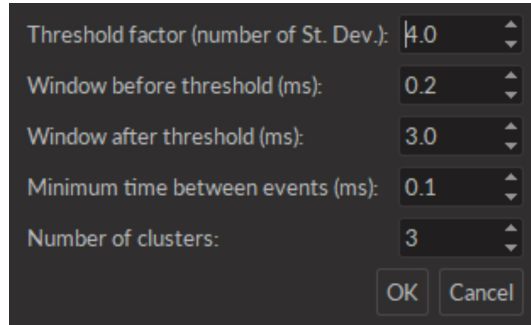 Threshold factor (number of St. Dev.): 4.0
Window before threshold (ms): 0.2
Window after threshold (ms): 3.0
Minimum time between events (ms): 0.1
Number of clusters: 3
OK Cancel